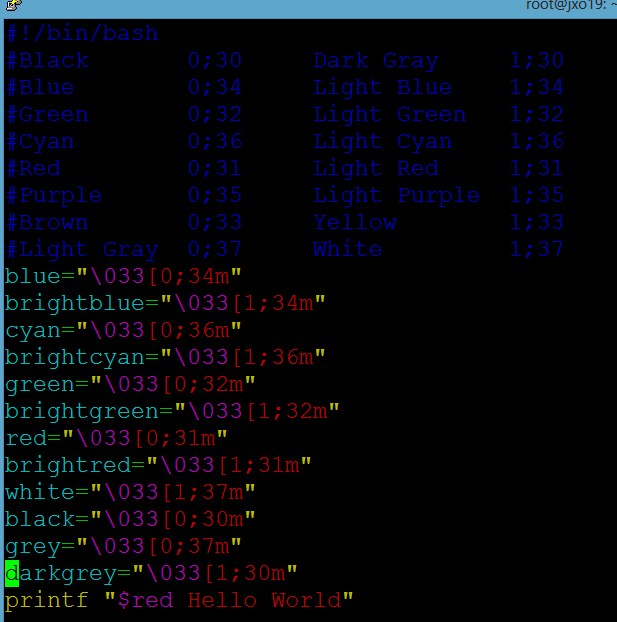 root@jxo19: ~
#!/bin/bash
#Black       0;30     Dark Gray     1;30
#Blue        0;34     Light Blue    1;34
#Green       0;32     Light Green   1;32
#Cyan        0;36     Light Cyan    1;36
#Red         0;31     Light Red     1;31
#Purple      0;35     Light Purple  1;35
#Brown       0;33     Yellow        1;33
#Light Gray  0;37     White         1;37
blue="\033[0;34m"
brightblue="\033[1;34m"
cyan="\033[0;36m"
brightcyan="\033[1;36m"
green="\033[0;32m"
brightgreen="\033[1;32m"
red="\033[0;31m"
brightred="\033[1;31m"
white="\033[1;37m"
black="\033[0;30m"
grey="\033[0;37m"
darkgrey="\033[1;30m"
printf "$red Hello World"